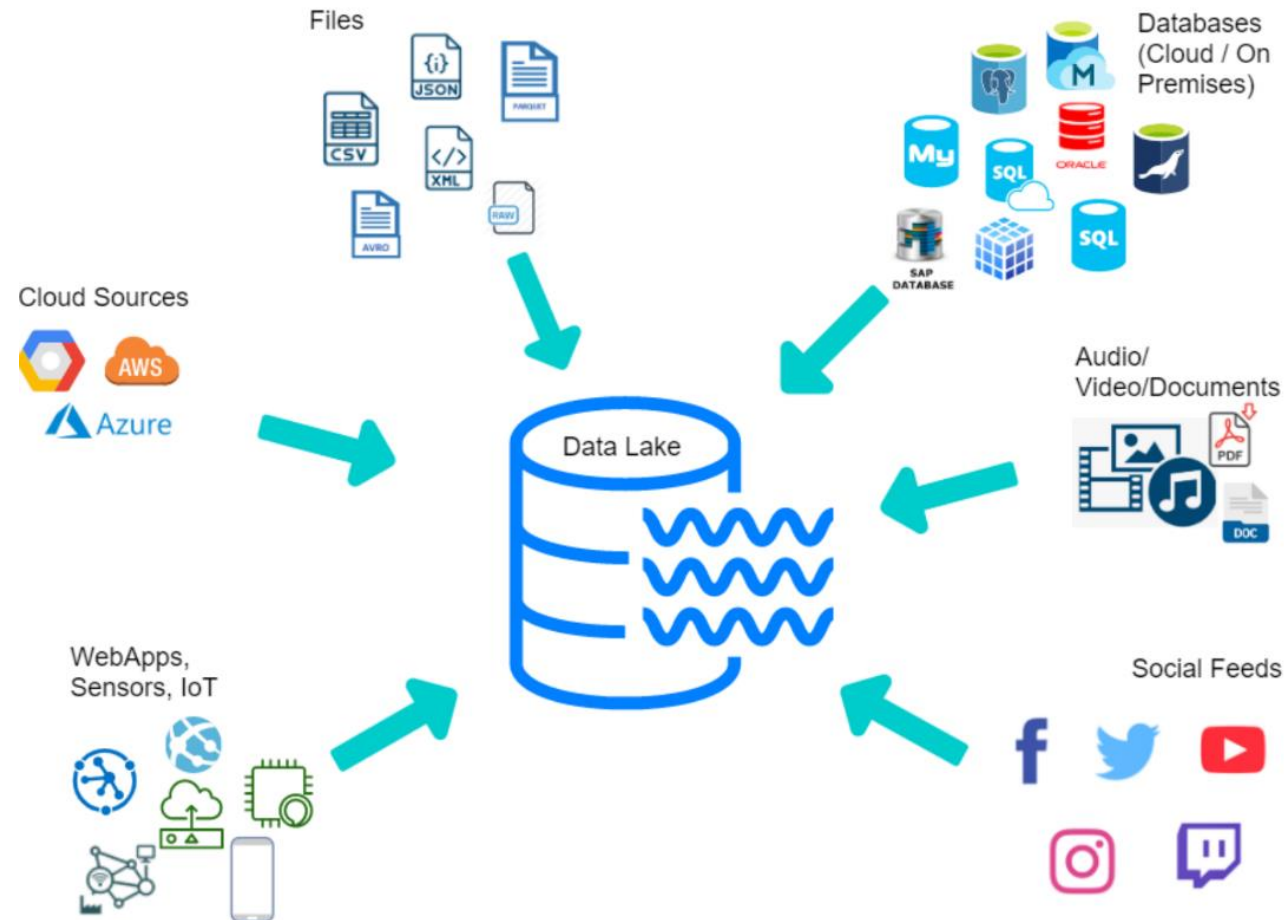 Files
{i}
JSON
PARQUET
CSV
</>
XML
RAW
AVRO
Databases
(Cloud / On
Premises)
M
My
SQL
ORACLE
SAP
DATABASE
SQL
Cloud Sources
AWS
Azure
Data Lake
Audio/
Video/Documents
PDF
DOC
WebApps,
Sensors, IoT
Social Feeds
f